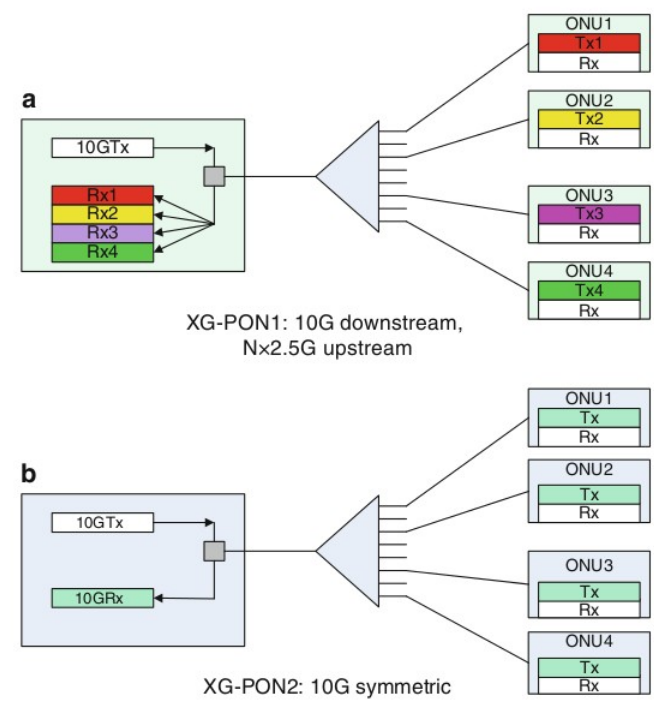 a
10GTx
Rx1
Rx2
Rx3
Rx4
ONU1
Tx1
Rx
ONU2
Tx2
Rx
ONU3
Tx3
Rx
ONU4
Tx4
Rx
XG-PON1: 10G downstream,
N×2.5G upstream
b
10GTx
10GRx
ONU1
Tx
Rx
ONU2
Tx
Rx
ONU3
Tx
Rx
ONU4
Tx
Rx
XG-PON2: 10G symmetric